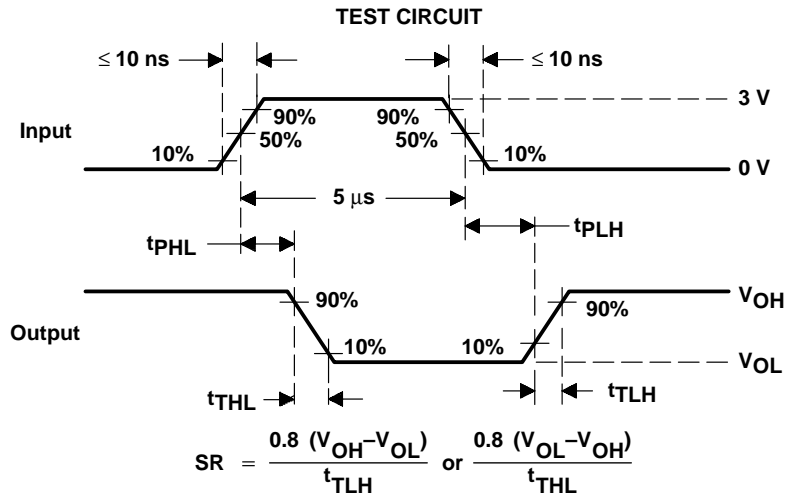 TEST CIRCUIT
≤ 10 ns
≤ 10 ns
3 V
90%
90%
Input
50%
50%
10%
10%
0 V
5 μs
tPHL
tPLH
VOH
90%
90%
Output
10%
10%
VOL
tTHL
tTLH
SR = 0.8 (VOH–VOL) / tTLH or 0.8 (VOL–VOH) / tTHL